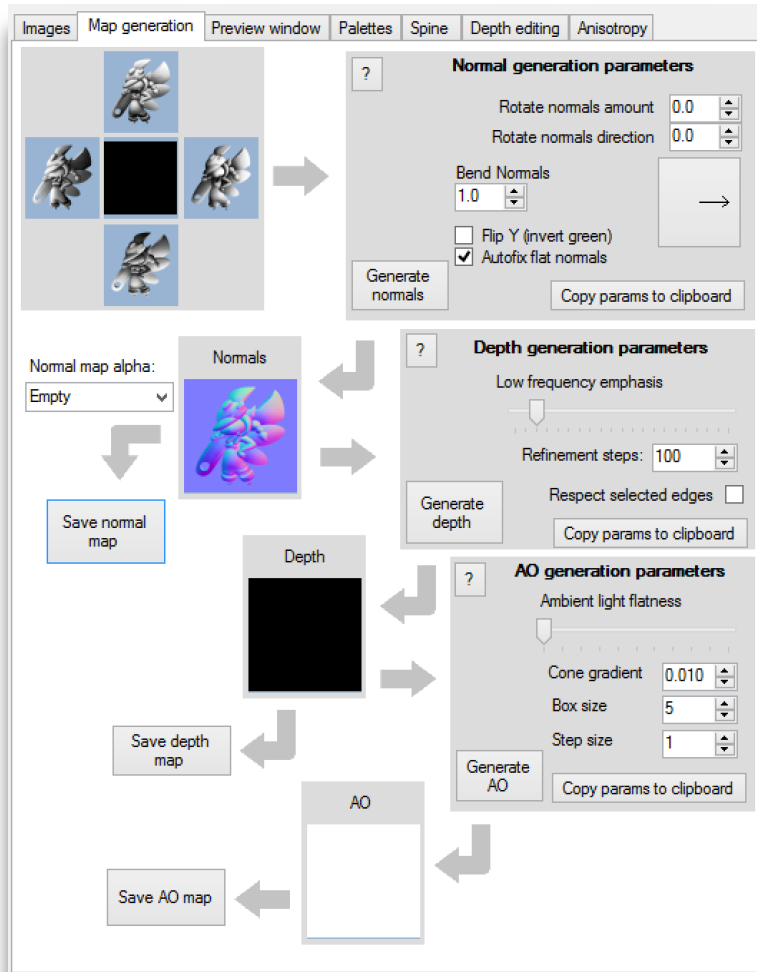 Images Map generation Preview window Palettes Spine Depth editing Anisotropy
? Normal generation parameters
Rotate normals amount 0.0
Rotate normals direction 0.0
Bend Normals
1.0
Flip Y (invert green)
Autofix flat normals
Generate
normals
Copy params to clipboard
Normal map alpha:
Empty
Normals
Save normal
map
? Depth generation parameters
Low frequency emphasis
Refinement steps: 100
Respect selected edges
Generate
depth
Copy params to clipboard
Depth
Save depth
map
? AO generation parameters
Ambient light flatness
Cone gradient 0.010
Box size 5
Step size 1
Generate
AO
Copy params to clipboard
AO
Save AO map